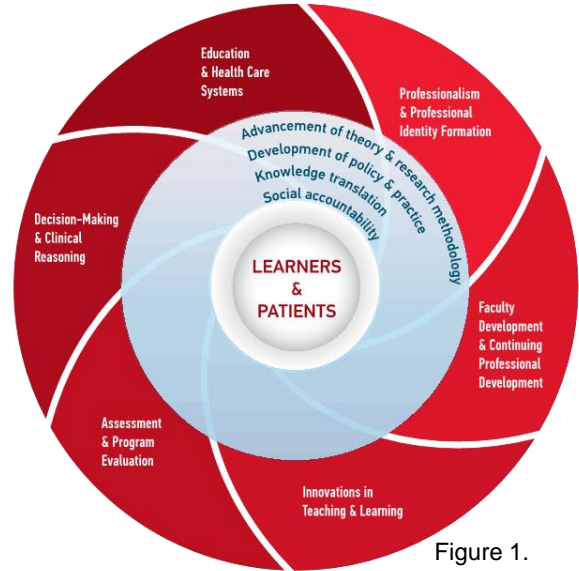 Education
& Health Care
Systems
Professionalism
& Professional
Identity Formation
Advancement of theory & research methodology
Development of policy & practice
Knowledge translation
Social accountability
Decision-Making
& Clinical
Reasoning
LEARNERS
&
PATIENTS
Faculty
Development
& Continuing
Professional
Development
Assessment
& Program
Evaluation
Innovations in
Teaching & Learning
Figure 1.